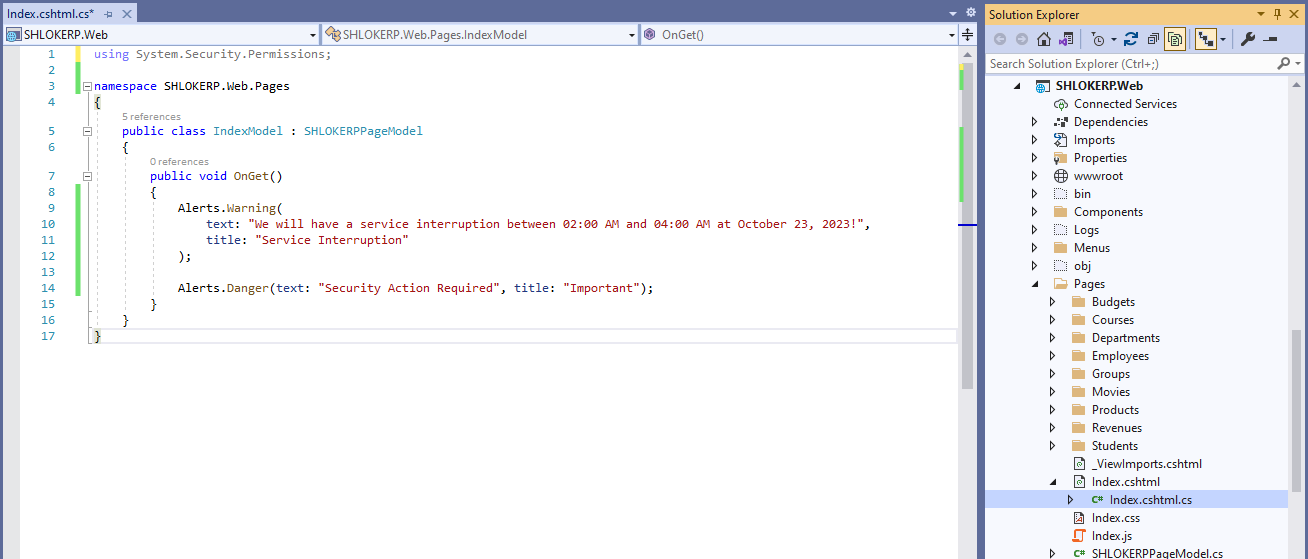 Index.cshtml.cs*
SHLOKERP.Web
SHLOKERP.Web.Pages.IndexModel
OnGet()
1 using System.Security.Permissions;
2
3 namespace SHLOKERP.Web.Pages
4 {
5 references
5 public class IndexModel : SHLOKERPPageModel
6 {
0 references
7 public void OnGet()
8 {
9 Alerts.Warning(
10 text: "We will have a service interruption between 02:00 AM and 04:00 AM at October 23, 2023!",
11 title: "Service Interruption"
12 );
13
14 Alerts.Danger(text: "Security Action Required", title: "Important");
15 }
16 }
17 }
Solution Explorer
Search Solution Explorer (Ctrl+;)
SHLOKERP.Web
Connected Services
Dependencies
Imports
Properties
wwwroot
bin
Components
Logs
Menus
obj
Pages
Budgets
Courses
Departments
Employees
Groups
Movies
Products
Revenues
Students
_ViewImports.cshtml
Index.cshtml
C# Index.cshtml.cs
Index.css
Index.js
C# SHLOKERPPageModel.cs